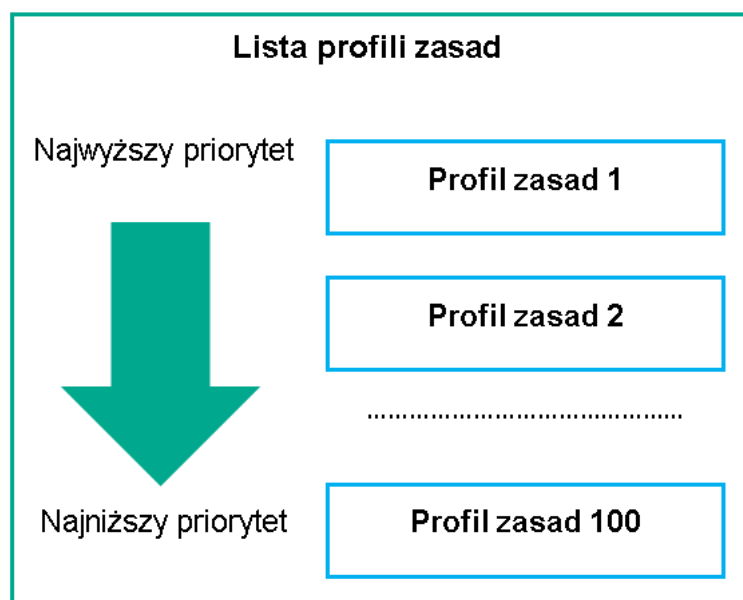 Lista profili zasad
Najwyższy priorytet
Profil zasad 1
Profil zasad 2
................................................
Najniższy priorytet
Profil zasad 100